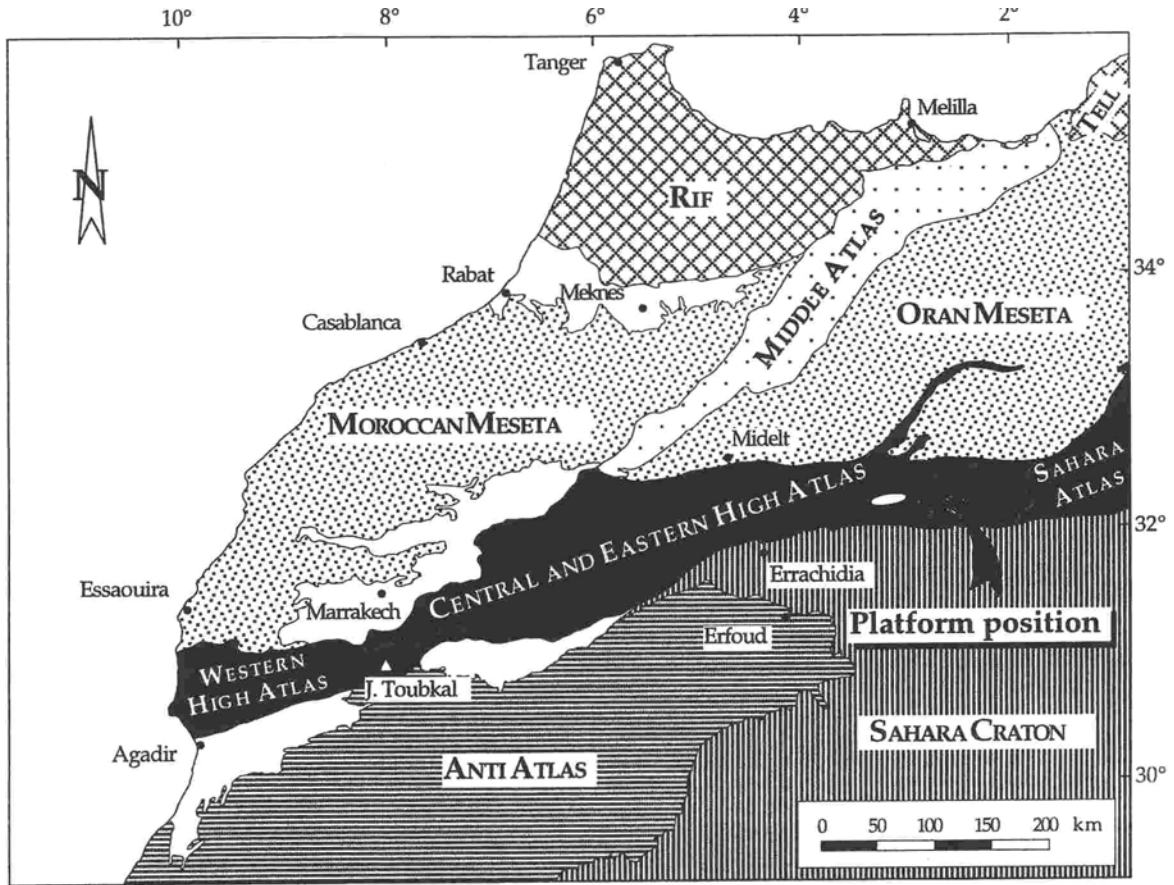 10° 8° 6° 4° 2°
Tanger
Melilla
TELL
N
RIF
34°
Rabat
Meknes
MIDDLE ATLAS
Casablanca
ORAN MESETA
MOROCCAN MESETA
Midelt
SAHARA
ATLAS
CENTRAL AND EASTERN HIGH ATLAS
32°
Errachidia
Essaouira
Marrakech
Erfoud
Platform position
WESTERN
HIGH ATLAS
J. Toubkal
SAHARA CRATON
Agadir
ANTI ATLAS
30°
0 50 100 150 200 km